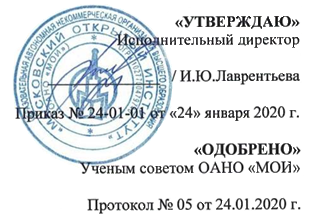 «УТВЕРЖДАЮ»
Исполнительный директор
/ И.Ю.Лаврентьева
Приказ № 24-01-01 от «24» января 2020 г.
«ОДОБРЕНО»
Ученым советом ОАНО «МОИ»
Протокол № 05 от 24.01.2020 г.